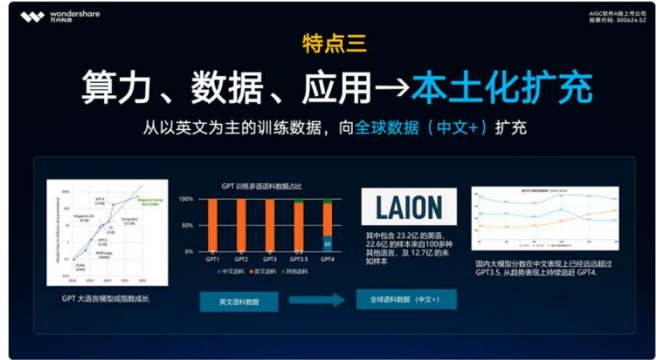 wondershare
万兴科技
AIGC软件A股上市公司
股票代码: 300624.SZ
特点三
算力、数据、应用→本土化扩充
从以英文为主的训练数据，向全球数据（中文+）扩充
GPT 训练多语语料数据占比
100%
50%
0%
0
0
0
30
GPT1
GPT2
GPT3
GPT3.5
GPT4
中文语料
英文语料
其他语料
GPT 大语言模型成指数成长
LAION
其中包含 23.2亿 的英语，
22.6亿 的样本来自100多种
其他语言，及 12.7亿 的未
知样本
国内大模型分数在中文表现上已经远远超过
GPT3.5, 从趋势表现上持续追赶 GPT4.
英文语料数据
全球语料数据 （中文+）